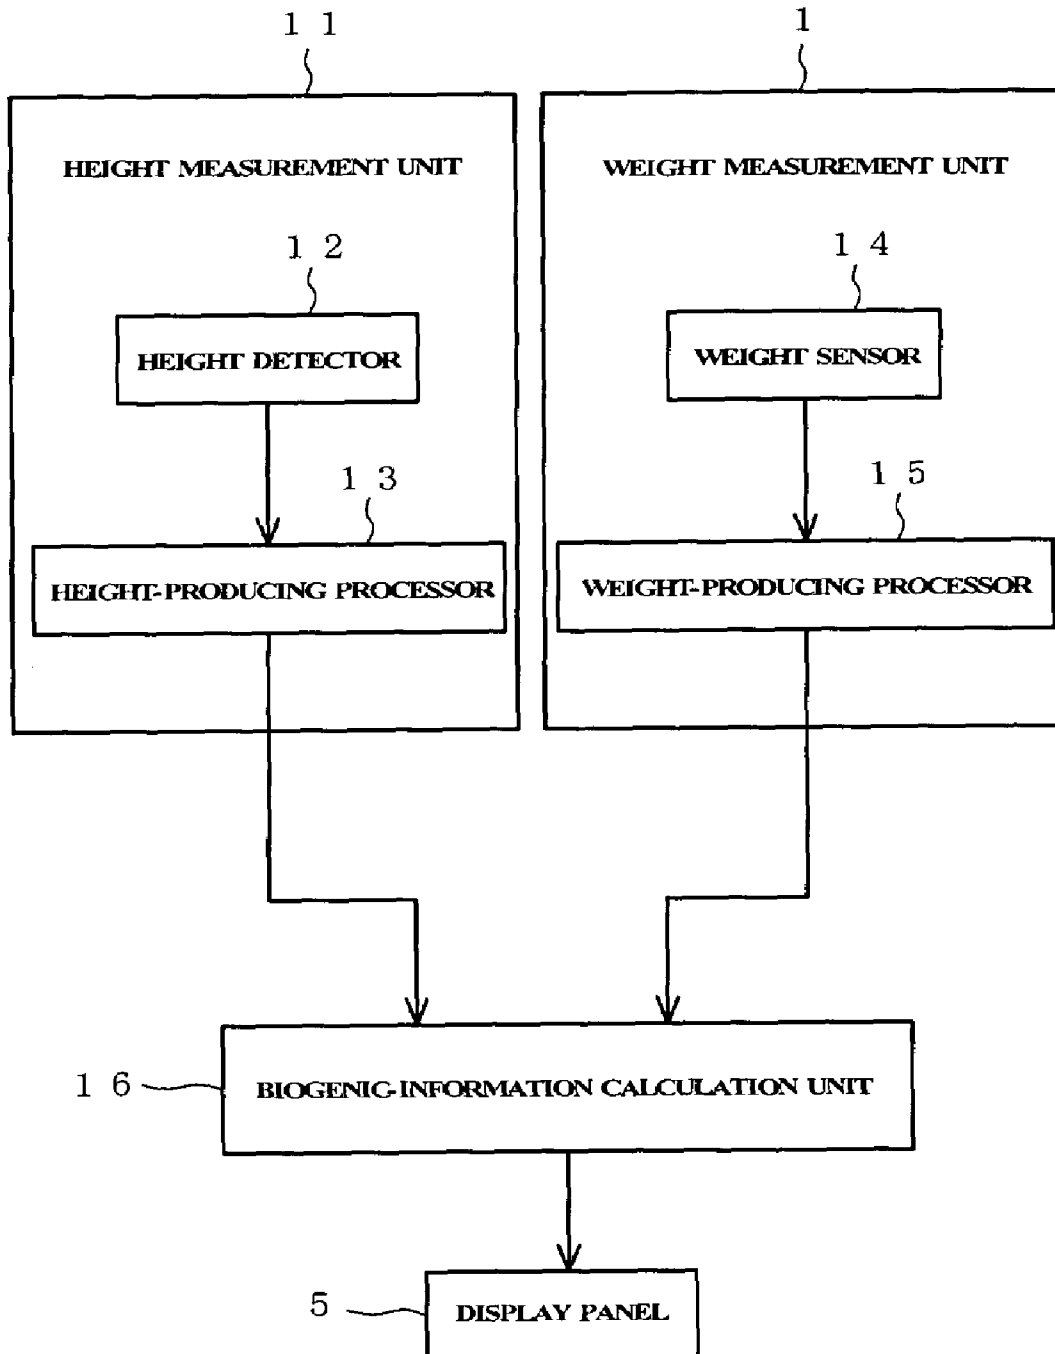 1 1
1
HEIGHT MEASUREMENT UNIT
WEIGHT MEASUREMENT UNIT
1 2
1 4
HEIGHT DETECTOR
WEIGHT SENSOR
1 3
1 5
HEIGHT-PRODUCING PROCESSOR
WEIGHT-PRODUCING PROCESSOR
1 6
BIOGENIC-INFORMATION CALCULATION UNIT
5
DISPLAY PANEL